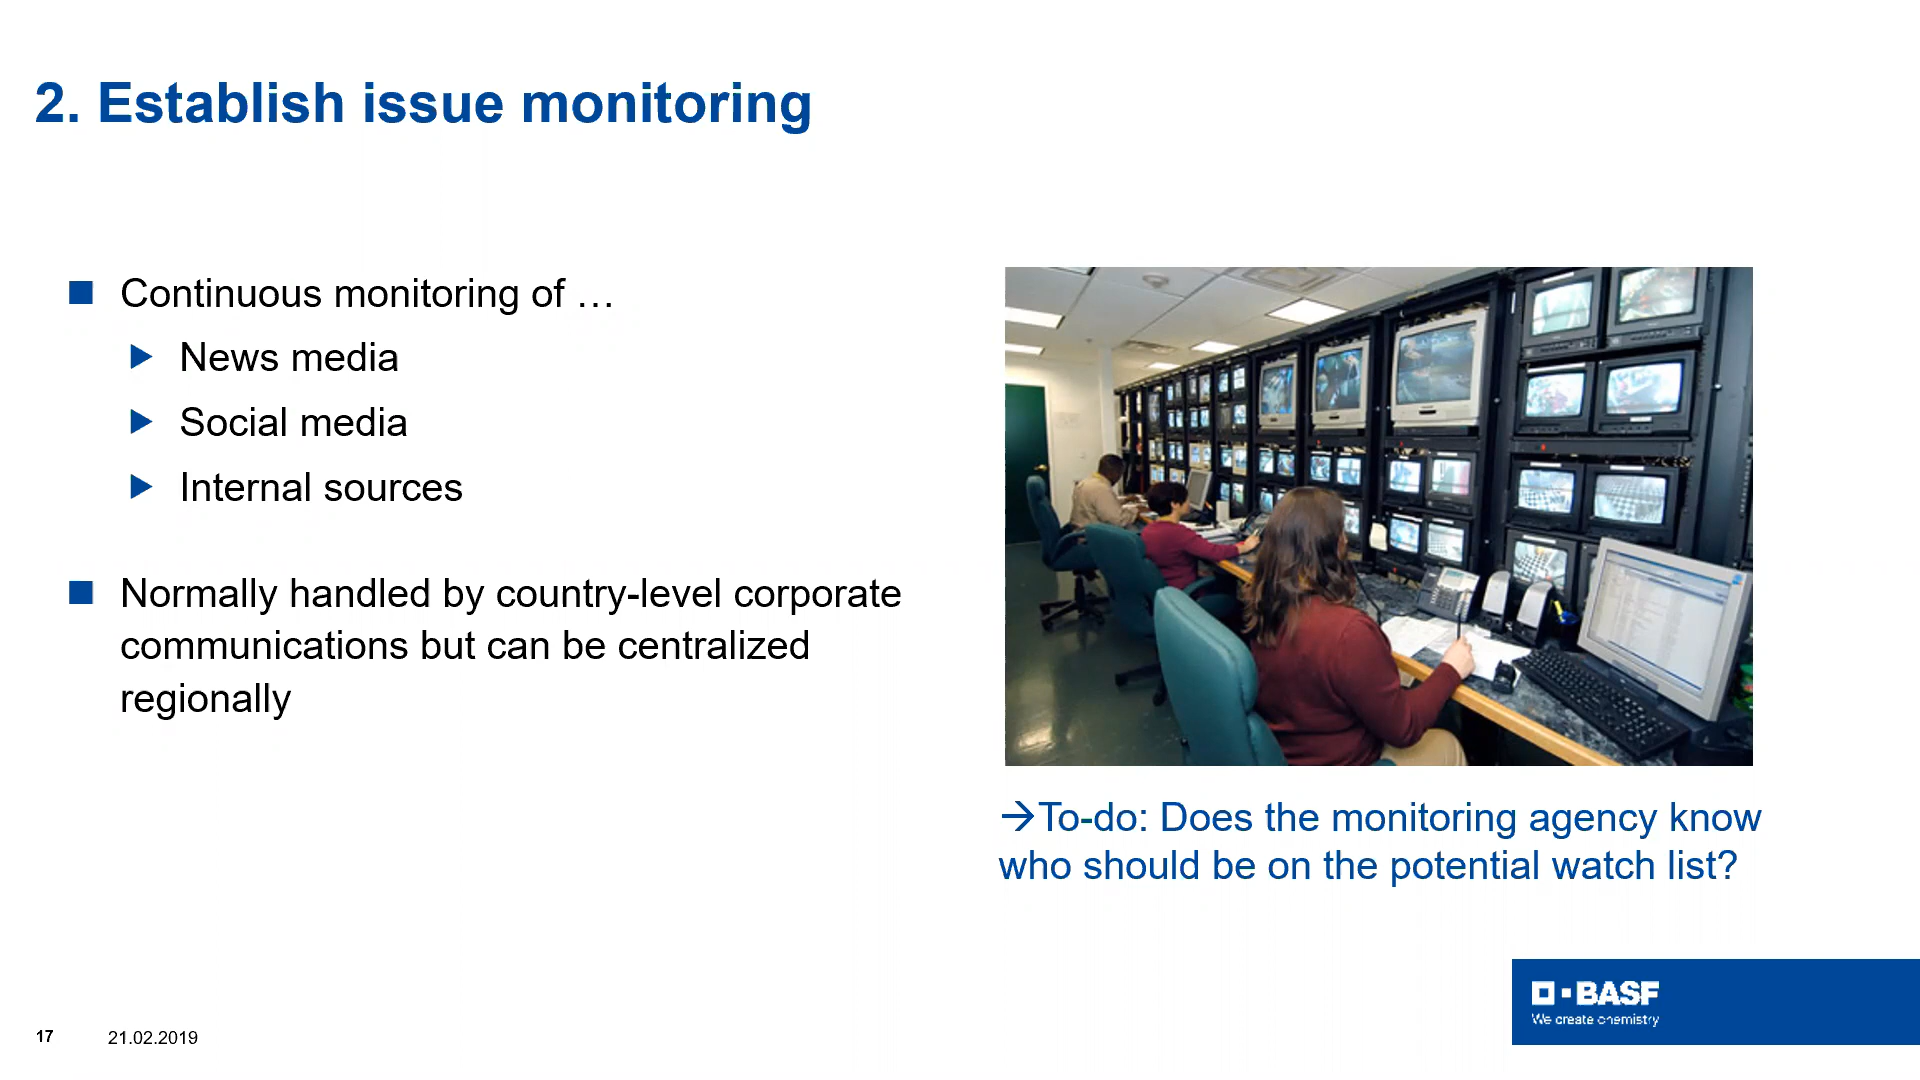 2. Establish issue monitoring
Continuous monitoring of …
News media
Social media
Internal sources
Normally handled by country-level corporate
communications but can be centralized
regionally
→To-do: Does the monitoring agency know
who should be on the potential watch list?
BASF
We create chemistry
17
21.02.2019